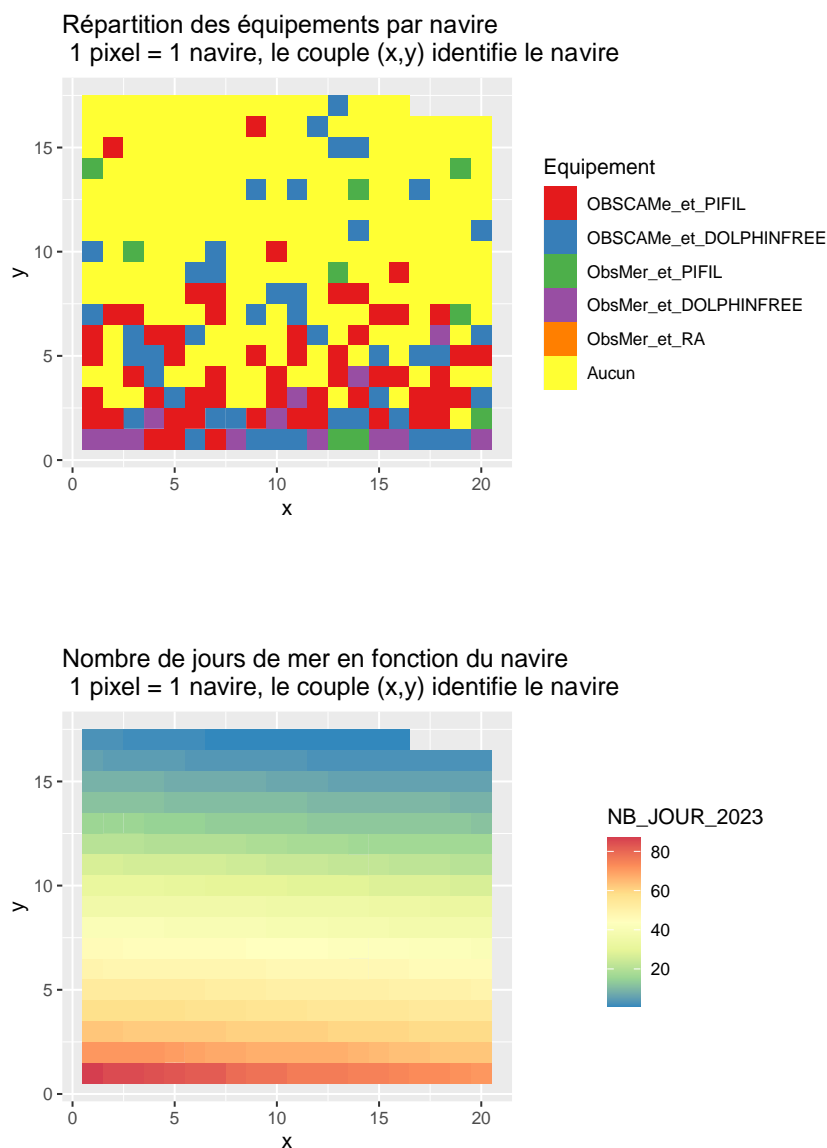 Répartition des équipements par navire
1 pixel = 1 navire, le couple (x,y) identifie le navire
15
10
5
0
y
0 5 10 15 20
x
Equipement
OBSCAMe_et_PIFIL
OBSCAMe_et_DOLPHINFREE
ObsMer_et_PIFIL
ObsMer_et_DOLPHINFREE
ObsMer_et_RA
Aucun
Nombre de jours de mer en fonction du navire
1 pixel = 1 navire, le couple (x,y) identifie le navire
15
10
5
0
y
0 5 10 15 20
x
NB_JOUR_2023
80
60
40
20